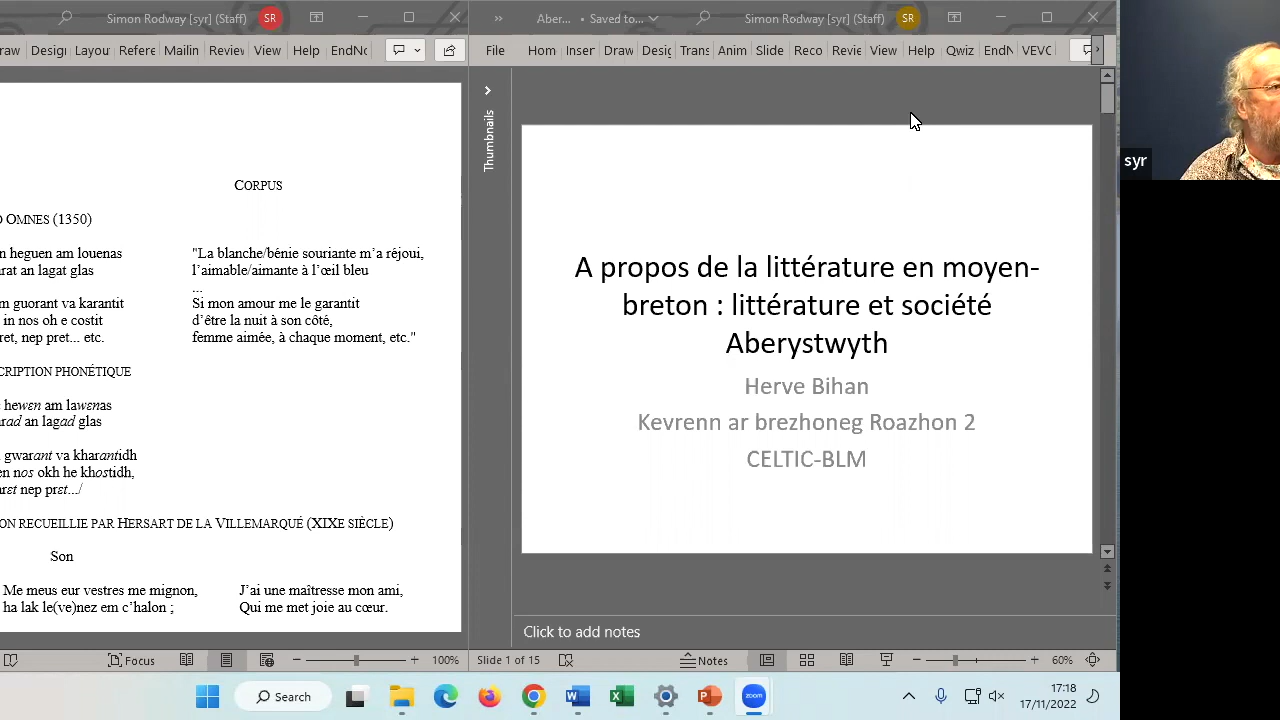 Simon Rodway [syr] (Staff) SR
raw Desigi Layou Refere Mailin Reviev View Help EndNc
CORPUS
OMNES (1350)
n heguen am louenas "La blanche/bénie souriante m'a réjoui,
arat an lagat glas l'aimable/aimante à l'œil bleu
...
m guorant va karantit Si mon amour me le garantit
in nos oh e costit d'être la nuit à son côté,
ret, nep pret... etc. femme aimée, à chaque moment, etc."
CRIPTION PHONÉTIQUE
hewɛn am lawɛnas
arad an lagad glas
gwarant va kharantidh
en nos okh he khostidh,
rɛt nep prɛt.../
ON RECUEILLIE PAR HERSART DE LA VILLEMARQUÉ (XIXE SIÈCLE)
Son
Me meus eur vestres me mignon, J'ai une maîtresse mon ami,
ha lak le(ve)nez em c'halon ; Qui me met joie au cœur.
Focus 100%
Aber... • Saved to... Simon Rodway [syr] (Staff) SR
File Hom Inser Draw Desig Trans Anim Slide Reco Revie View Help Qwiz EndN VEVC
Thumbnails
A propos de la littérature en moyen-
breton : littérature et société
Aberystwyth
Herve Bihan
Kevrenn ar brezhoneg Roazhon 2
CELTIC-BLM
Click to add notes
Slide 1 of 15 Notes 60%
syr
Search W X P zoom
17:18
17/11/2022